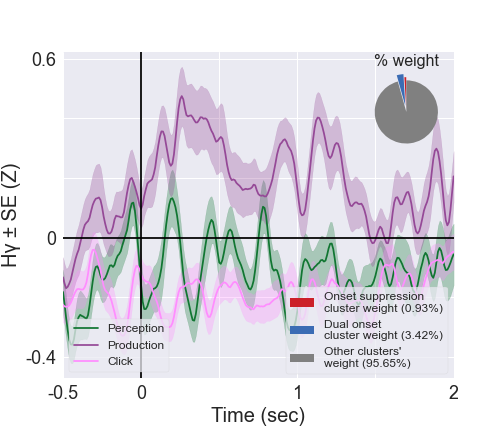 % weight
0.6
0
-0.4
Hγ ± SE (Z)
Perception
Production
Click
Onset suppression
cluster weight (0.93%)
Dual onset
cluster weight (3.42%)
Other clusters'
weight (95.65%)
-0.5
0
1
2
Time (sec)